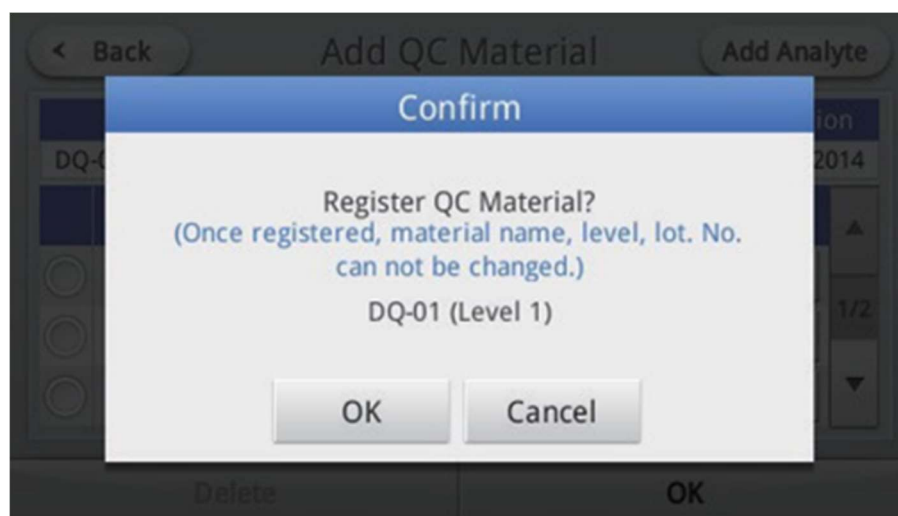 Back
Add QC Material
Add Analyte
Confirm
Register QC Material?
(Once registered, material name, level, lot. No.
can not be changed.)
DQ-01 (Level 1)
OK
Cancel
1/2
2014
Delete
OK